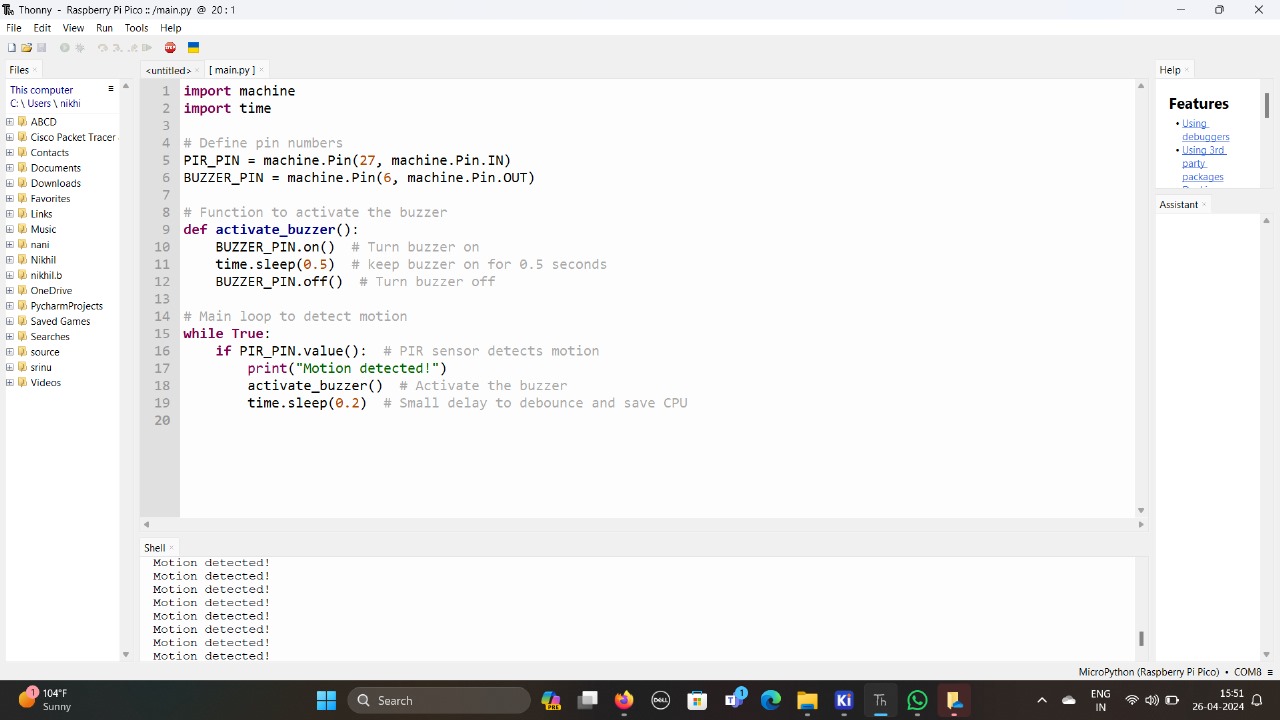 Thonny - Raspberry Pi Pico :: /main.py @ 20 : 1
File Edit View Run Tools Help
Files
This computer
C: \ Users \ nikhi
ABCD
Cisco Packet Tracer
Contacts
Documents
Downloads
Favorites
Links
Music
nani
Nikhil
nikhil.b
OneDrive
PycharmProjects
Saved Games
Searches
source
srinu
Videos
<untitled> [ main.py ]
1 import machine
2 import time
3
4 # Define pin numbers
5 PIR_PIN = machine.Pin(27, machine.Pin.IN)
6 BUZZER_PIN = machine.Pin(6, machine.Pin.OUT)
7
8 # Function to activate the buzzer
9 def activate_buzzer():
10     BUZZER_PIN.on()  # Turn buzzer on
11     time.sleep(0.5)  # keep buzzer on for 0.5 seconds
12     BUZZER_PIN.off()  # Turn buzzer off
13
14 # Main loop to detect motion
15 while True:
16     if PIR_PIN.value():  # PIR sensor detects motion
17         print("Motion detected!")
18         activate_buzzer()  # Activate the buzzer
19         time.sleep(0.2)  # Small delay to debounce and save CPU
20
Shell
Motion detected!
Motion detected!
Motion detected!
Motion detected!
Motion detected!
Motion detected!
Motion detected!
Motion detected!
Help
Features
• Using
debuggers
• Using 3rd
party
packages
Assistant
MicroPython (Raspberry Pi Pico) • COM8
1
104°F
Sunny
Search
PRE
DELL
1
Ki
Th
ENG
IN
15:51
26-04-2024